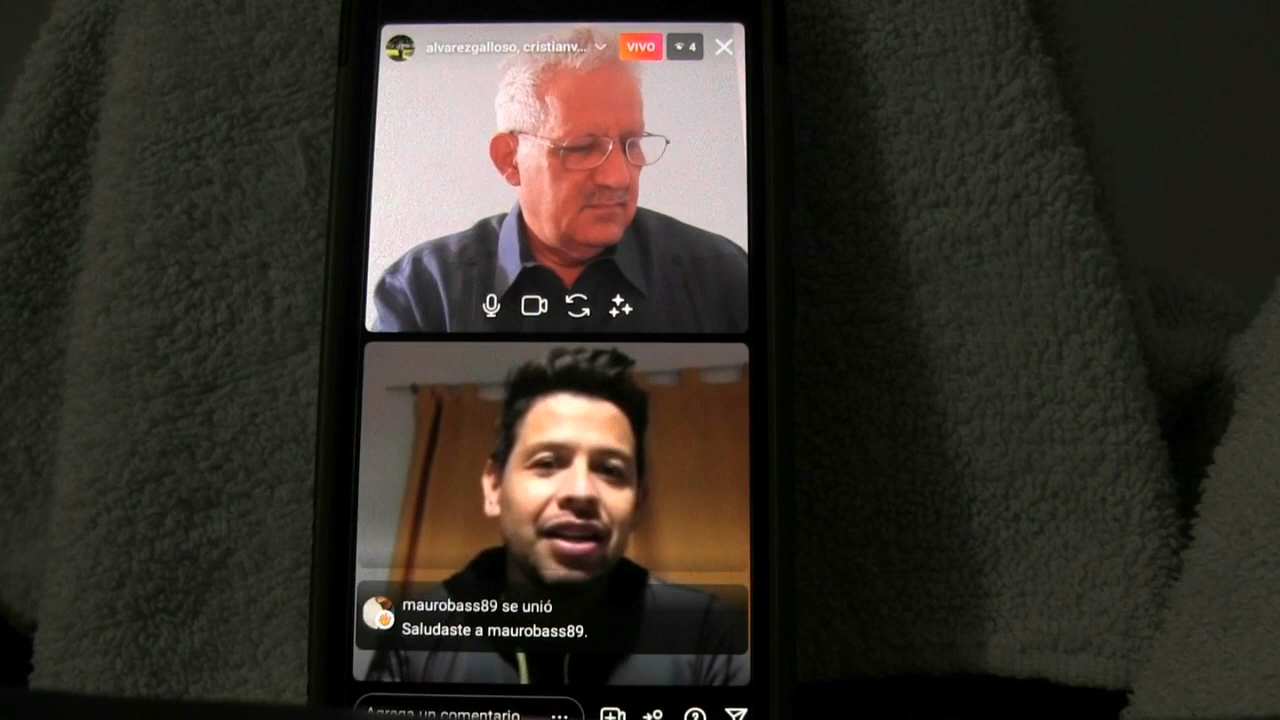 alvarezgalloso, cristianv...
VIVO
4
maurobass89 se unió
Saludaste a maurobass89.
Agrega un comentario